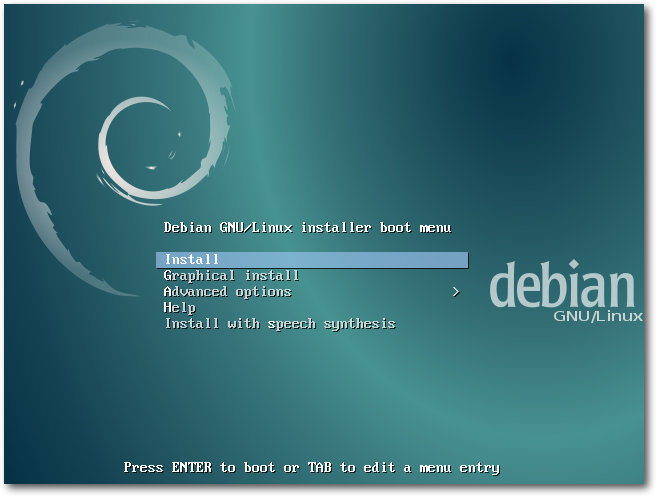 Debian GNU/Linux installer boot menu
Install
Graphical install
Advanced options >
Help
Install with speech synthesis
debian
GNU/Linux
Press ENTER to boot or TAB to edit a menu entry